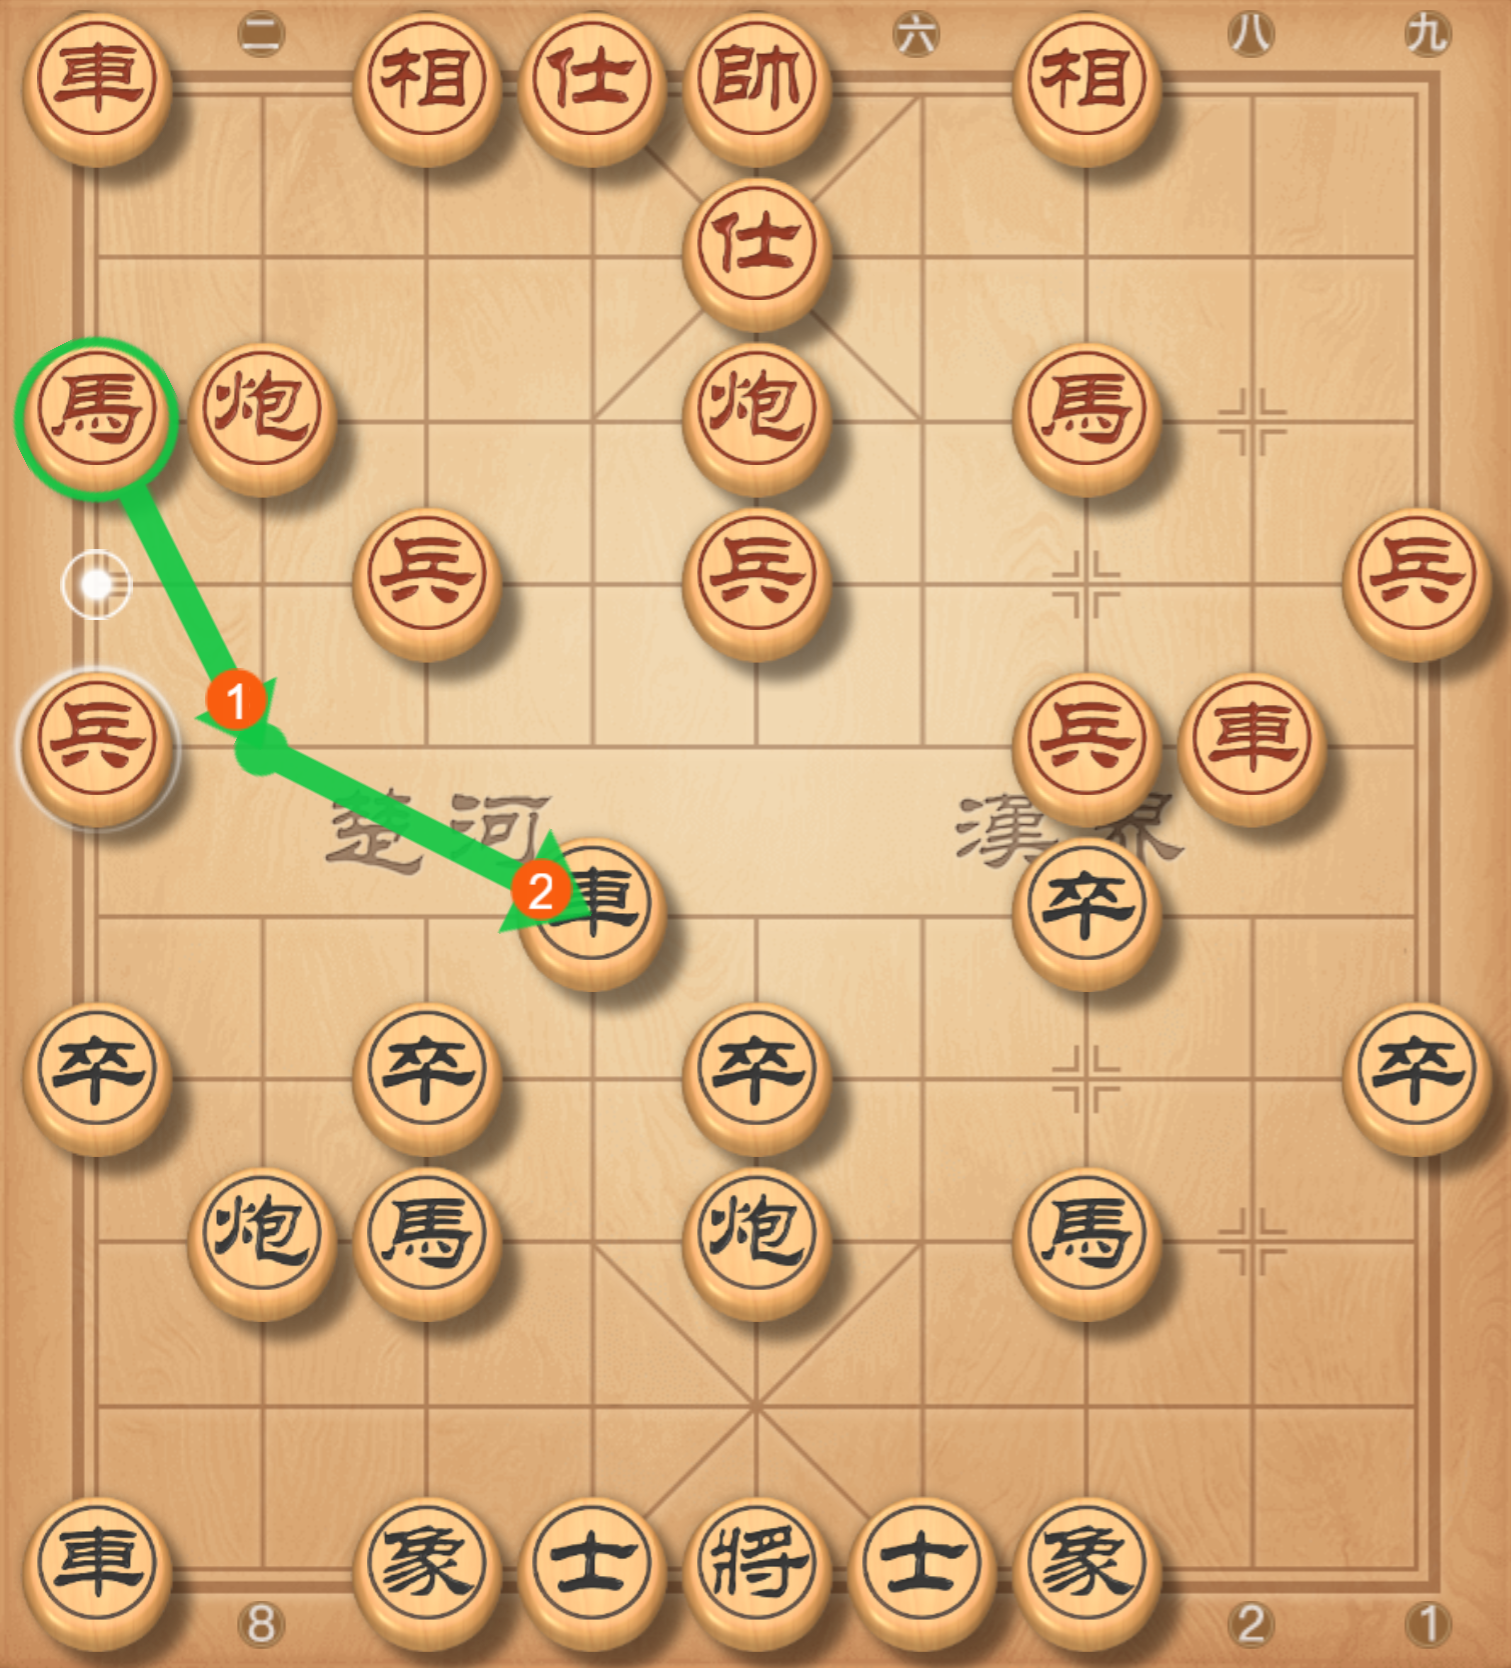 二 六 八 九
車 相 仕 帥 相
仕
馬 炮 炮 馬
兵 兵 兵
1
兵 兵 車
楚河 漢界
2 車 卒
卒 卒 卒 卒
炮 馬 炮 馬
車 象 士 將 士 象
8 2 1